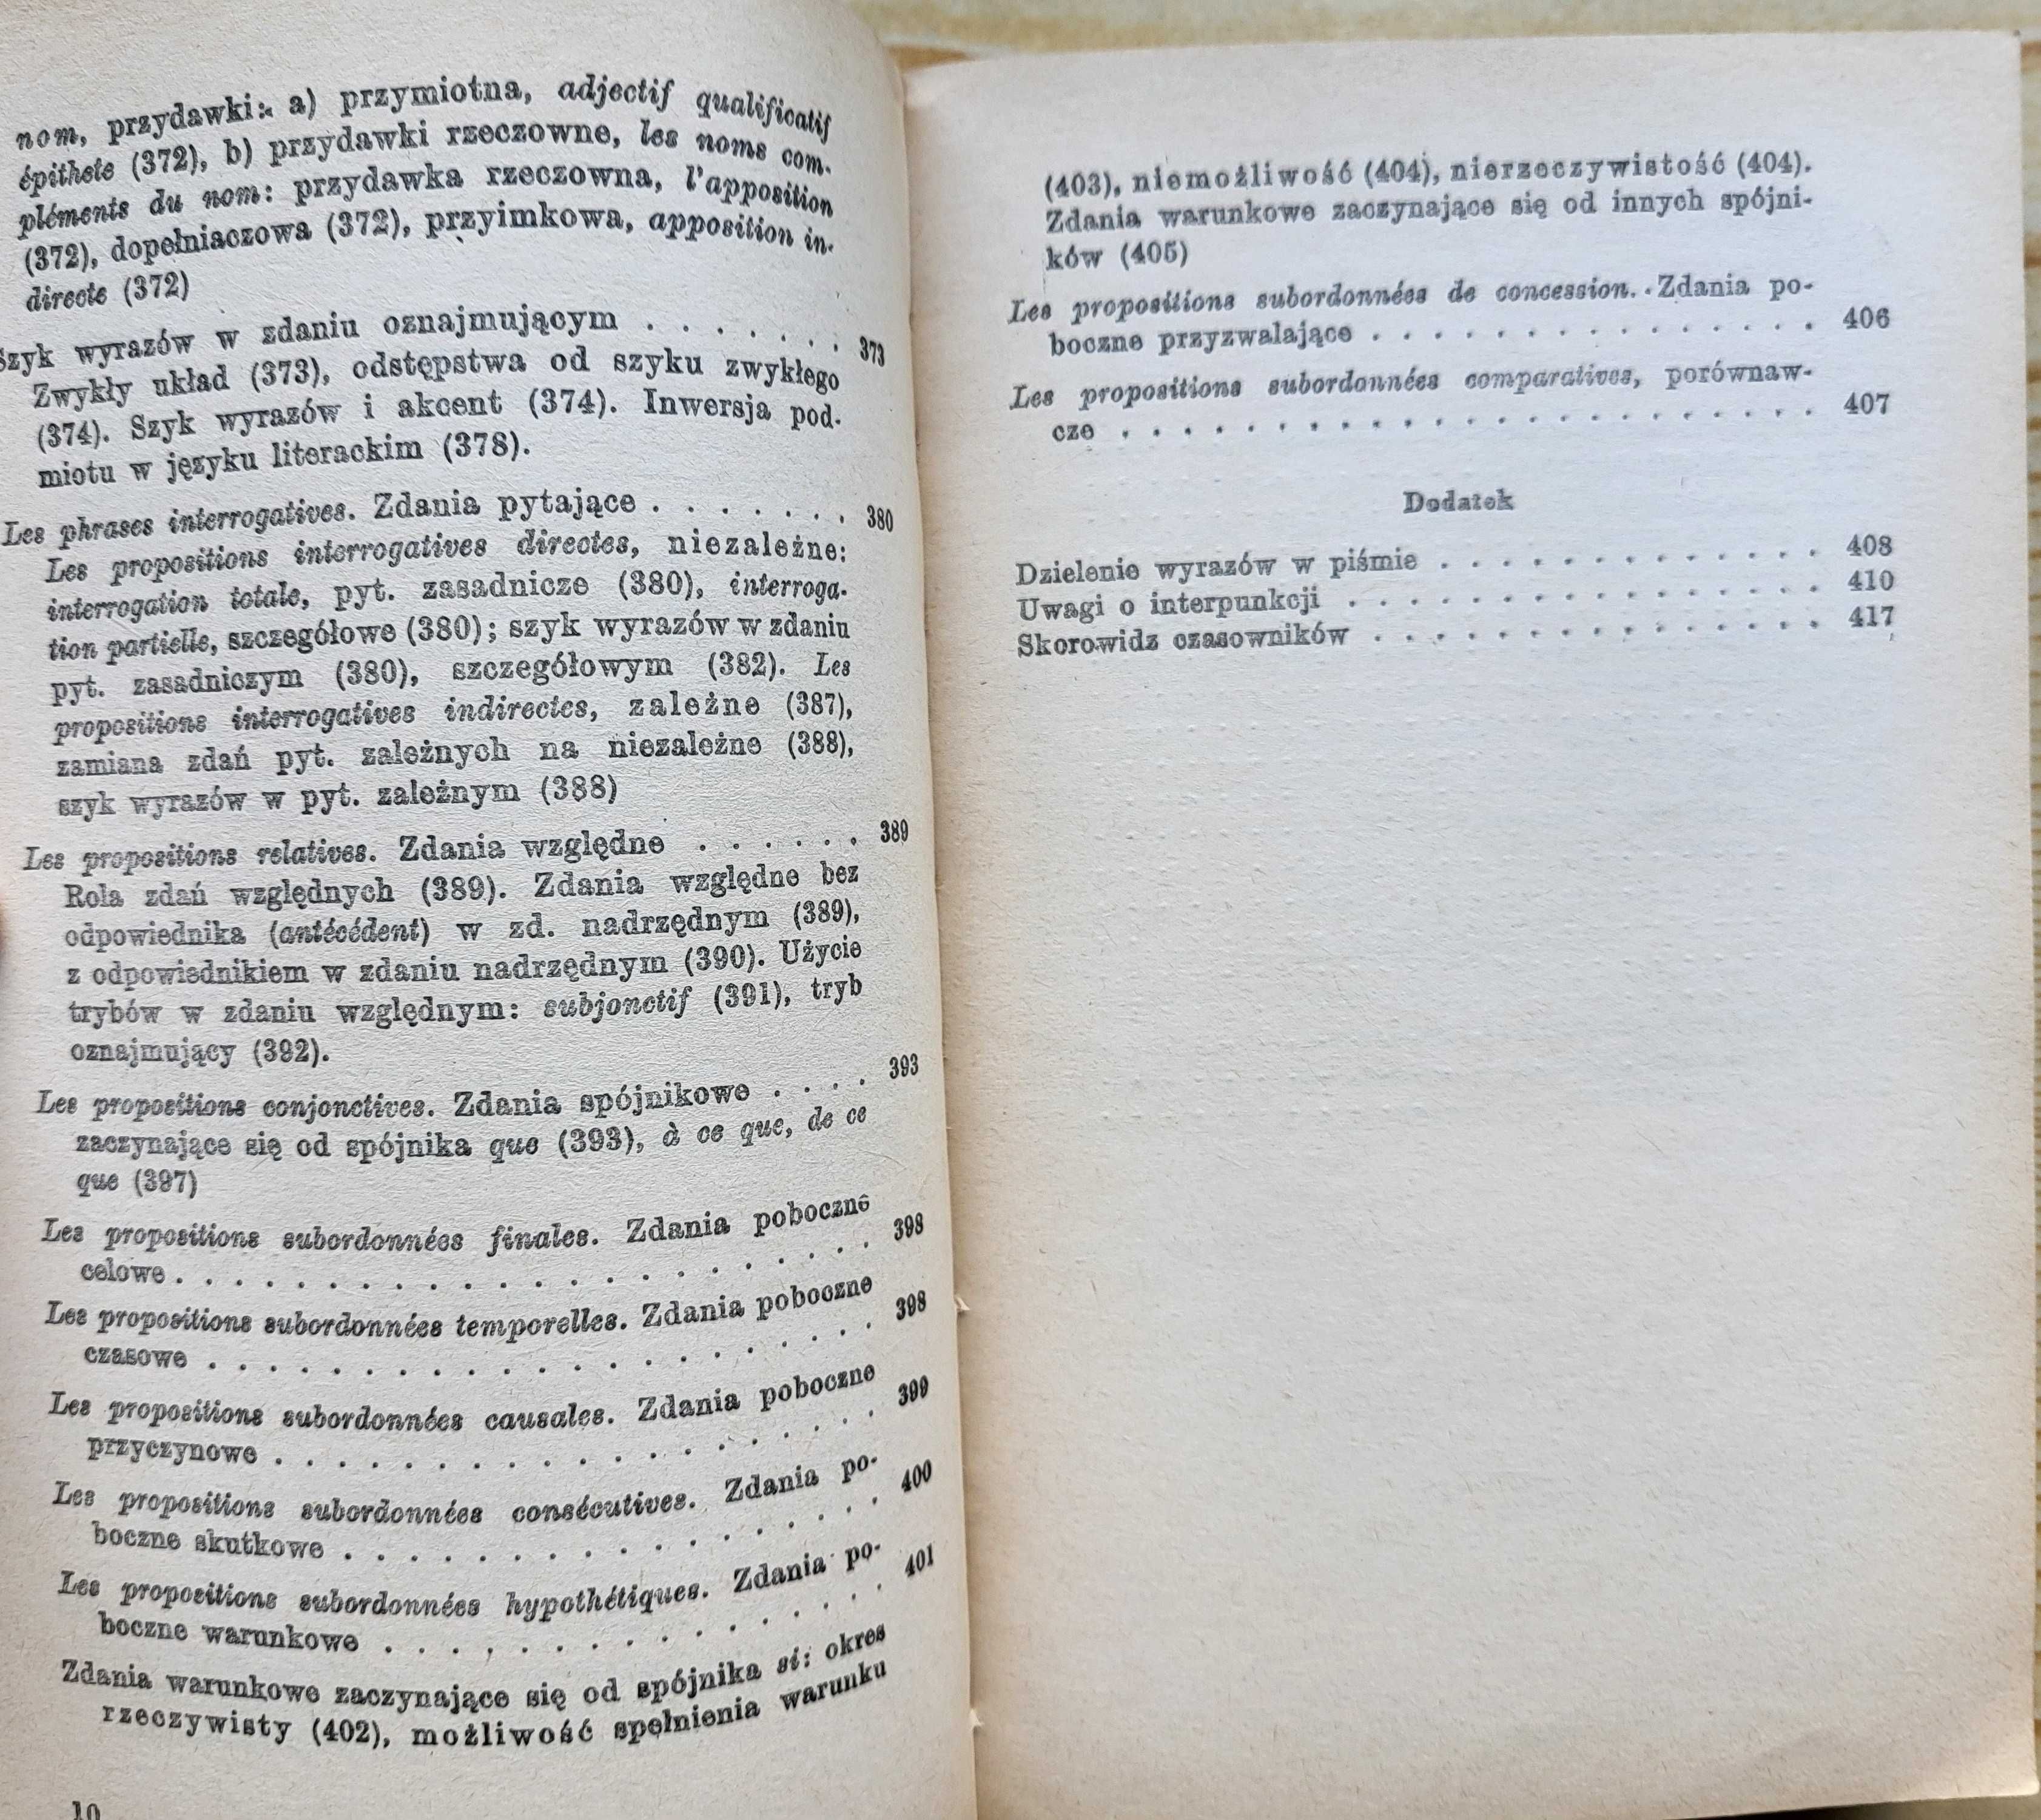 nom, przydawki: a) przymiotna, adjectif qualificatif
épithete (372), b) przydawki rzeczowne, les noms com-
pléments du nom: przydawka rzeczowna, l'apposition
(372), dopełniaczowa (372), przyimkowa, apposition in-
directe (372)
Szyk wyrazów w zdaniu oznajmującym . . . . . . . 373
Zwykły układ (373), odstępstwa od szyku zwykłego
(374). Szyk wyrazów i akcent (374). Inwersja pod-
miotu w języku literackim (378).
Les phrases interrogatives. Zdania pytające . . . . . . . 380
Les propositions interrogatives directes, niezależne:
interrogation totale, pyt. zasadnicze (380), interroga-
tion partielle, szczegółowe (380); szyk wyrazów w zdaniu
pyt. zasadniczym (380), szczegółowym (382). Les
propositions interrogatives indirectes, zależne (387),
zamiana zdań pyt. zależnych na niezależne (388),
szyk wyrazów w pyt. zależnym (388)
Les propositions relatives. Zdania względne . . . . . . 389
Rola zdań względnych (389). Zdania względne bez
odpowiednika (antécédent) w zd. nadrzędnym (389),
z odpowiednikiem w zdaniu nadrzędnym (390). Użycie
trybów w zdaniu względnym: subjonctif (391), tryb
oznajmujący (392).
Les propositions conjonctives. Zdania spójnikowe . . . . 393
zaczynające się od spójnika que (393), à ce que, de ce
que (397)
Les propositions subordonnées finales. Zdania poboczne
celowe . . . . . . . . . . . . . . . . . . . . . . 398
Les propositions subordonnées temporelles. Zdania poboczne
czasowe . . . . . . . . . . . . . . . . . . . . . . 398
Les propositions subordonnées causales. Zdania poboczne
przyczynowe . . . . . . . . . . . . . . . . . . . 399
Les propositions subordonnées consécutives. Zdania po-
boczne skutkowe . . . . . . . . . . . . . . . . . 400
Les propositions subordonnées hypothétiques. Zdania po-
boczne warunkowe . . . . . . . . . . . . . . . . 401
Zdania warunkowe zaczynające się od spójnika si: okres
rzeczywisty (402), możliwość spełnienia warunku
10
(403), niemożliwość (404), nierzeczywistość (404).
Zdania warunkowe zaczynające się od innych spójni-
ków (405)
Les propositions subordonnées de concession. Zdania po-
boczne przyzwalające . . . . . . . . . . . . . . . 406
Les propositions subordonnées comparatives, porównaw-
cze . . . . . . . . . . . . . . . . . . . . . . . 407
Dodatek
Dzielenie wyrazów w piśmie . . . . . . . . . . . . . 408
Uwagi o interpunkcji . . . . . . . . . . . . . . . . 410
Skorowidz czasowników . . . . . . . . . . . . . . . 417